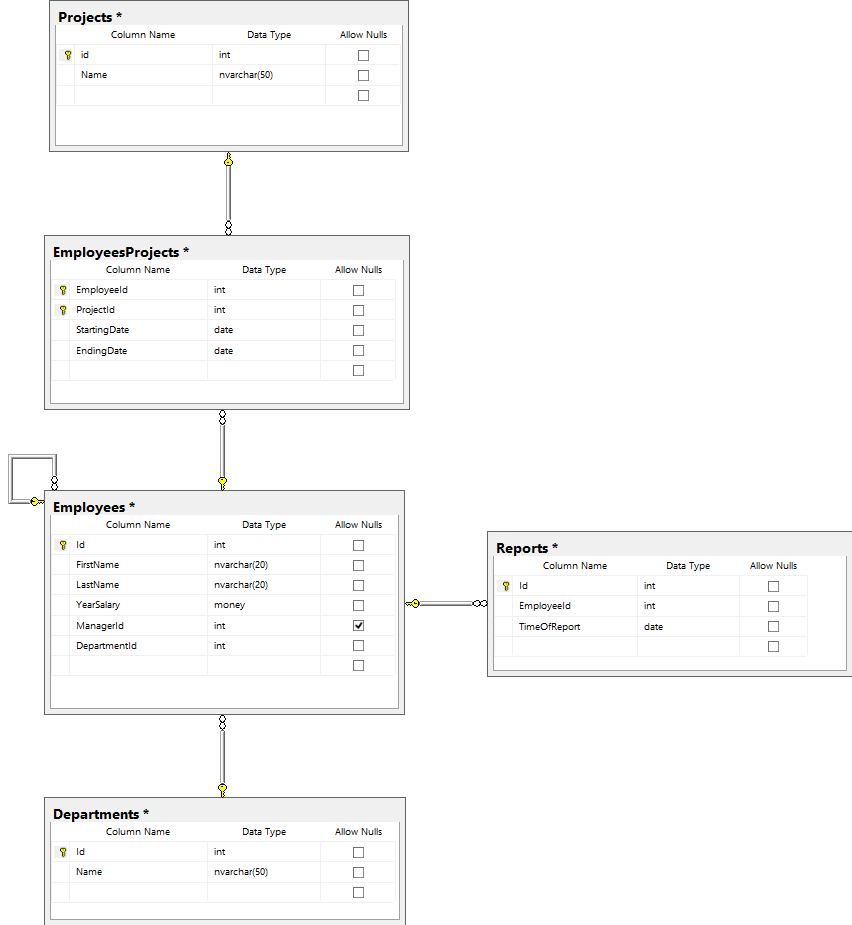 Projects *
Column Name Data Type Allow Nulls
id int
Name nvarchar(50)
EmployeesProjects *
Column Name Data Type Allow Nulls
EmployeeId int
ProjectId int
StartingDate date
EndingDate date
Employees *
Column Name Data Type Allow Nulls
Id int
FirstName nvarchar(20)
LastName nvarchar(20)
YearSalary money
ManagerId int
DepartmentId int
Reports *
Column Name Data Type Allow Nulls
Id int
EmployeeId int
TimeOfReport date
Departments *
Column Name Data Type Allow Nulls
Id int
Name nvarchar(50)